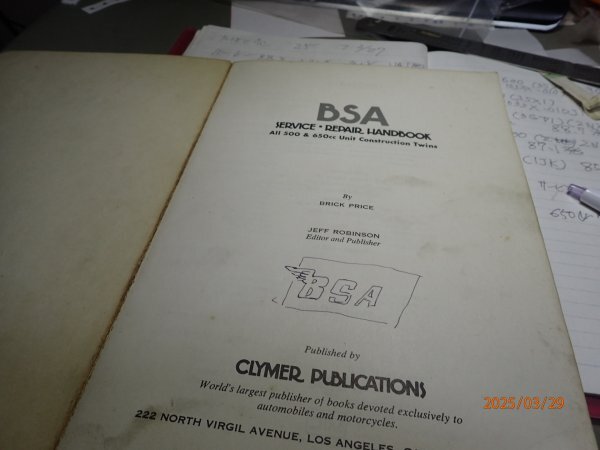 BSA
SERVICE • REPAIR HANDBOOK
All 500 & 650cc Unit Construction Twins
By
BRICK PRICE
JEFF ROBINSON
Editor and Publisher
BSA
Published by
CLYMER PUBLICATIONS
World's largest publisher of books devoted exclusively to
automobiles and motorcycles.
222 NORTH VIRGIL AVENUE, LOS ANGELES,
650
2025/03/29